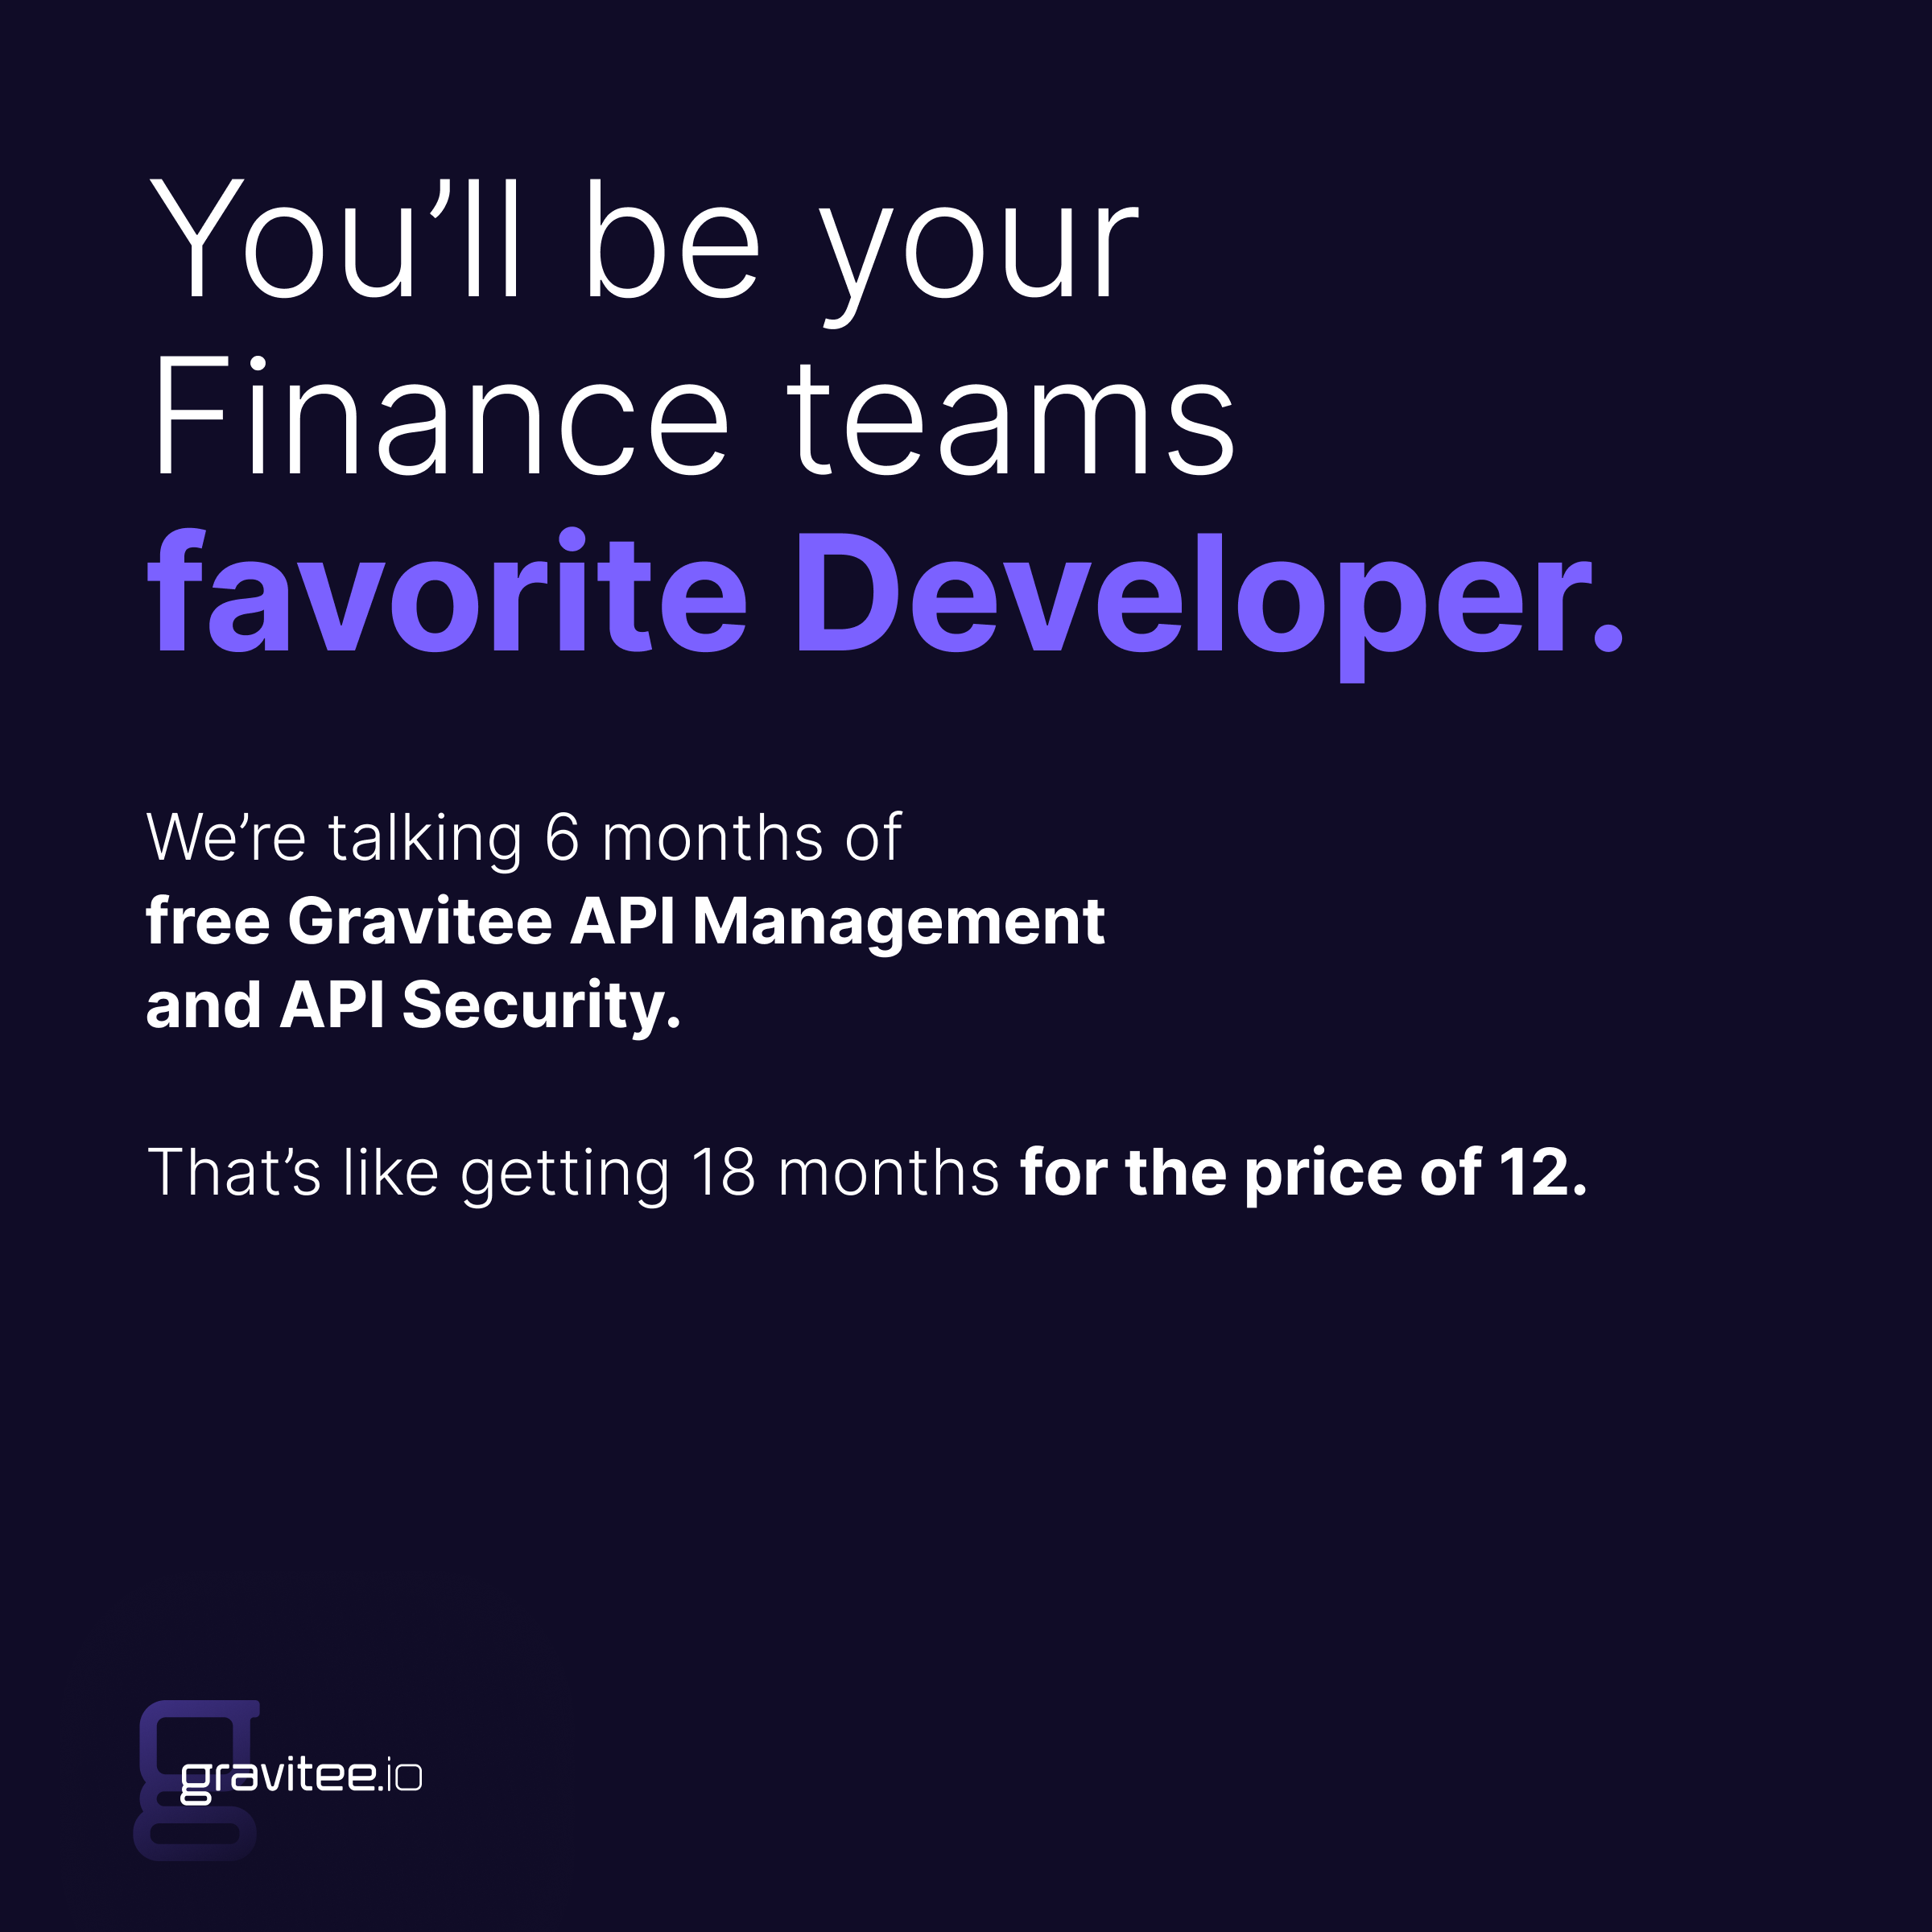 You’ll be your
Finance teams
favorite Developer.
We’re talking 6 months of
free Gravitee API Management
and API Security.
That’s like getting 18 months for the price of 12.
gravitee.io